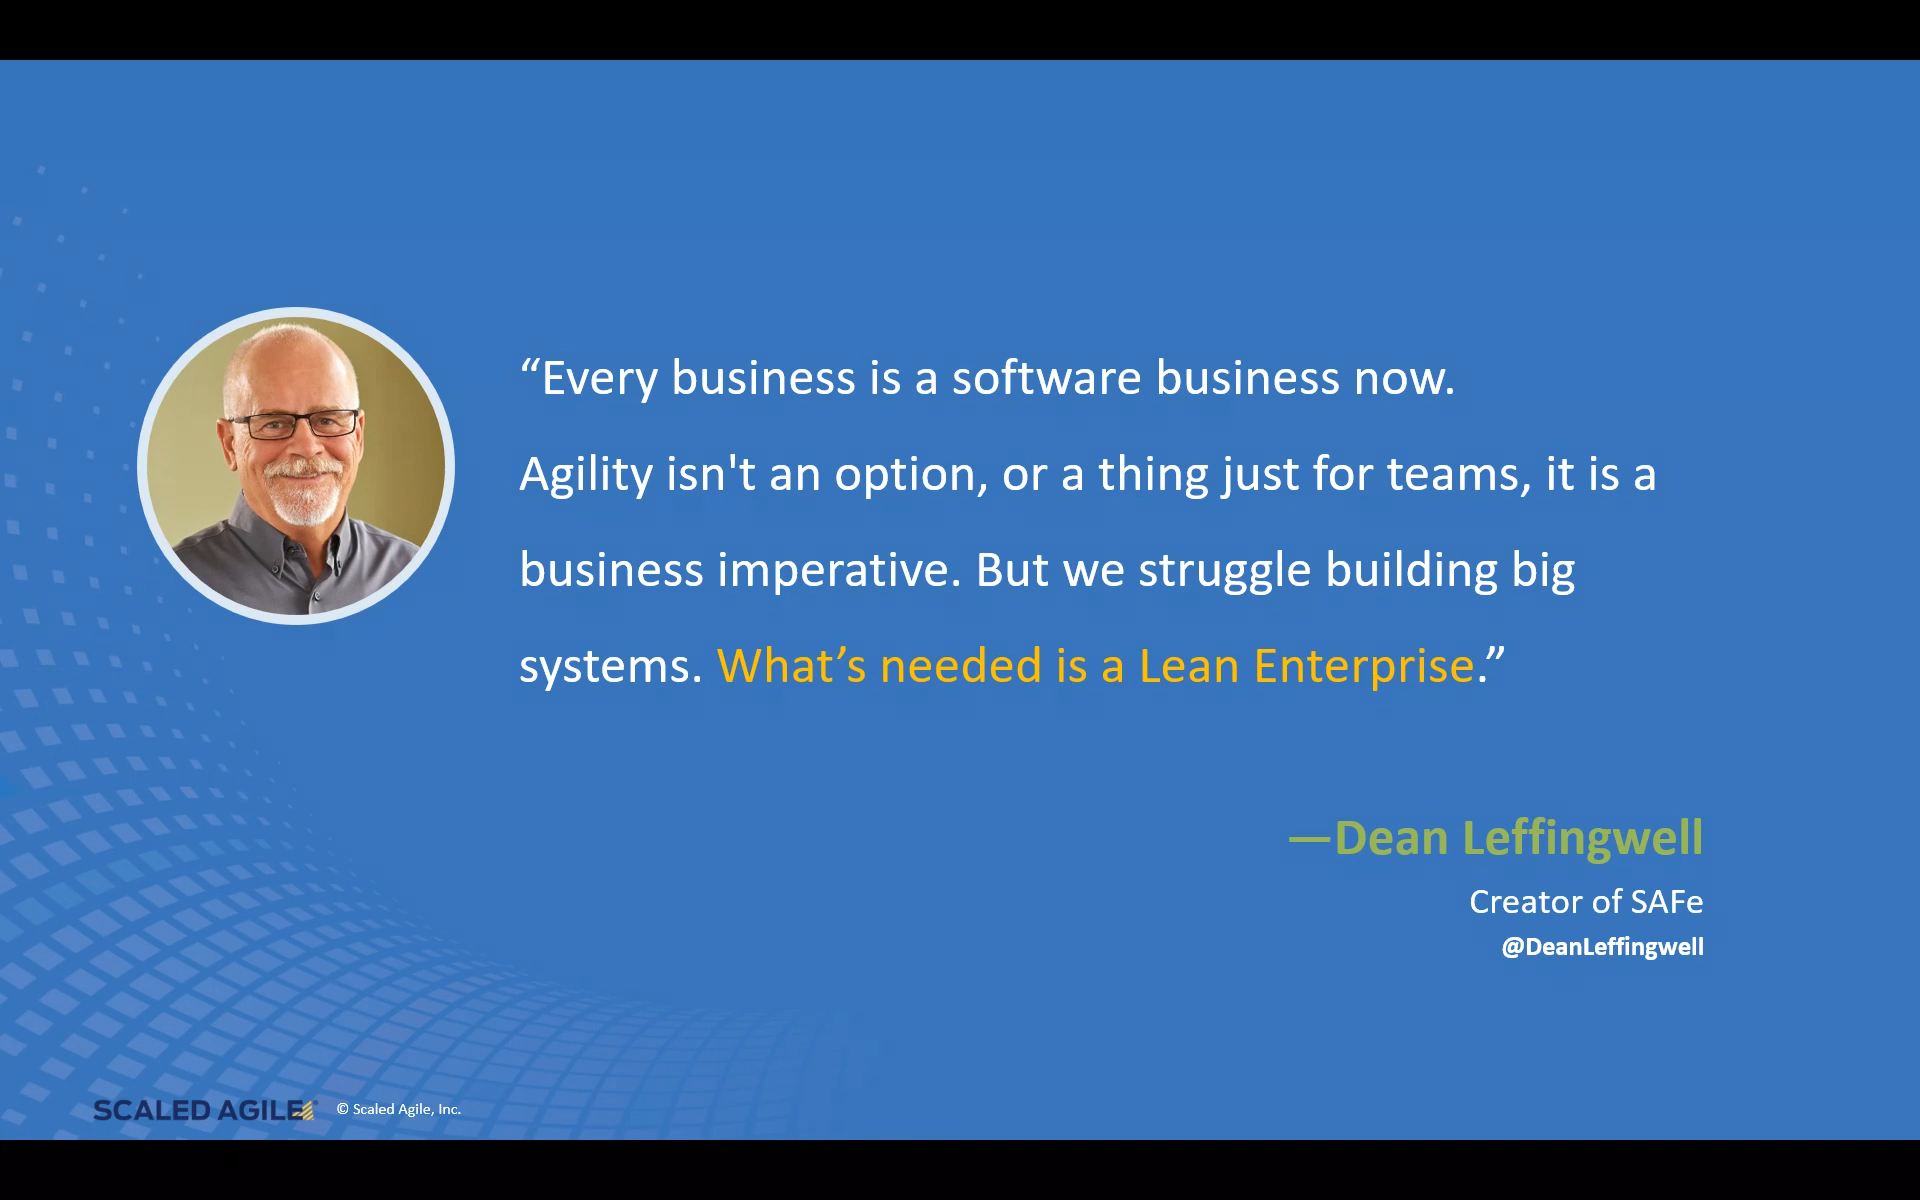 “Every business is a software business now.
Agility isn't an option, or a thing just for teams, it is a
business imperative. But we struggle building big
systems. What’s needed is a Lean Enterprise.”
—Dean Leffingwell
Creator of SAFe
@DeanLeffingwell
SCALED AGILE
© Scaled Agile, Inc.